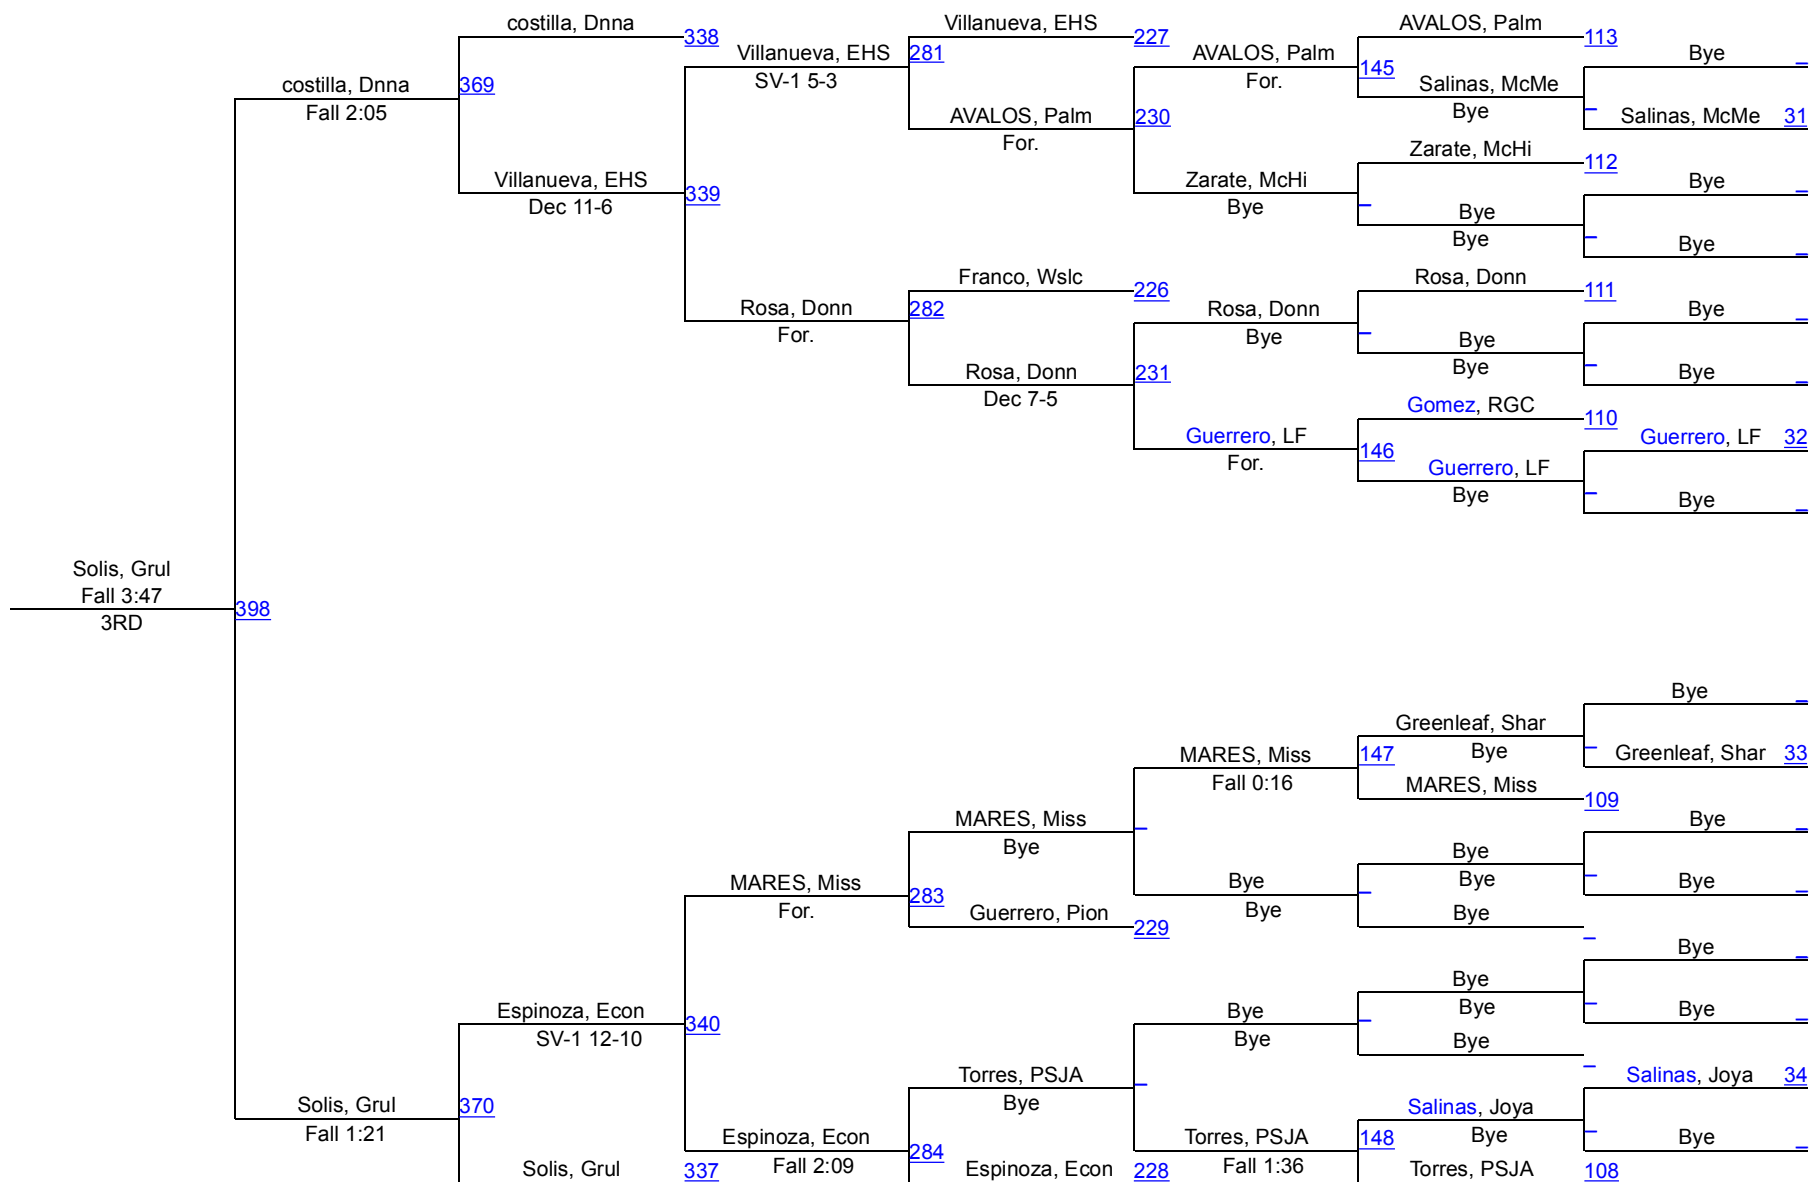 costilla, Dnna
338
Villanueva, EHS
227
AVALOS, Palm
113
Villanueva, EHS
281
AVALOS, Palm
Bye
SV-1 5-3
For.
145
costilla, Dnna
369
Salinas, McMe
Fall 2:05
AVALOS, Palm
230
Bye
Salinas, McMe 31
For.
Zarate, McHi
112
Villanueva, EHS
339
Zarate, McHi
Bye
Dec 11-6
Bye
Bye
Bye
Bye
Franco, Wslc
226
Rosa, Donn
111
Rosa, Donn
282
Rosa, Donn
Bye
For.
Bye
Bye
Rosa, Donn
231
Bye
Bye
Dec 7-5
Gomez, RGC
110
Guerrero, LF
146
Guerrero, LF 32
For.
Guerrero, LF
Bye
Bye
Solis, Grul
Fall 3:47
398
3RD
Bye
Greenleaf, Shar
MARES, Miss
147
Bye
Greenleaf, Shar 33
Fall 0:16
MARES, Miss
109
MARES, Miss
Bye
Bye
Bye
MARES, Miss
283
Bye
Bye
Bye
For.
Guerrero, Pion
229
Bye
Bye
Bye
Bye
Espinoza, Econ
340
Bye
Bye
Bye
SV-1 12-10
Bye
Bye
Torres, PSJA
Salinas, Joya 34
Solis, Grul
370
Bye
Salinas, Joya
Fall 1:21
Espinoza, Econ
284
Torres, PSJA
148
Bye
Bye
Fall 2:09
Fall 1:36
Solis, Grul
337
Espinoza, Econ
228
Torres, PSJA
108